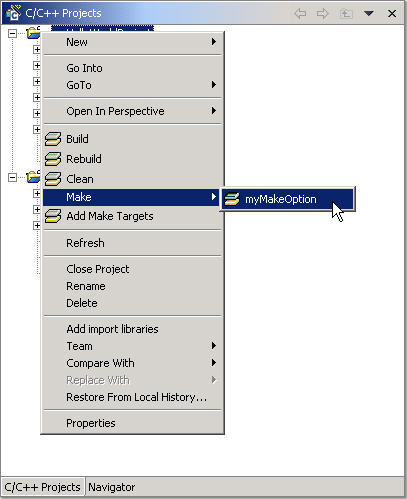 C/C++ Projects
New
Go Into
GoTo
Open In Perspective
Build
Rebuild
Clean
Make
myMakeOption
Add Make Targets
Refresh
Close Project
Rename
Delete
Add import libraries
Team
Compare With
Replace With
Restore From Local History...
Properties
C/C++ Projects Navigator